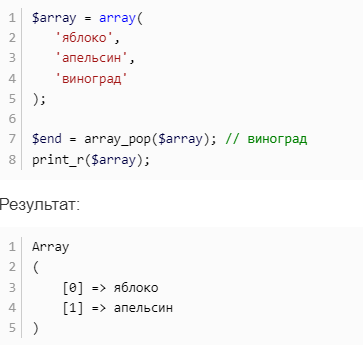 1 $array = array(
2 'яблоко',
3 'апельсин',
4 'виноград'
5 );
6
7 $end = array_pop($array); // виноград
8 print_r($array);
Результат:
1 Array
2 (
3 [0] => яблоко
4 [1] => апельсин
5 )